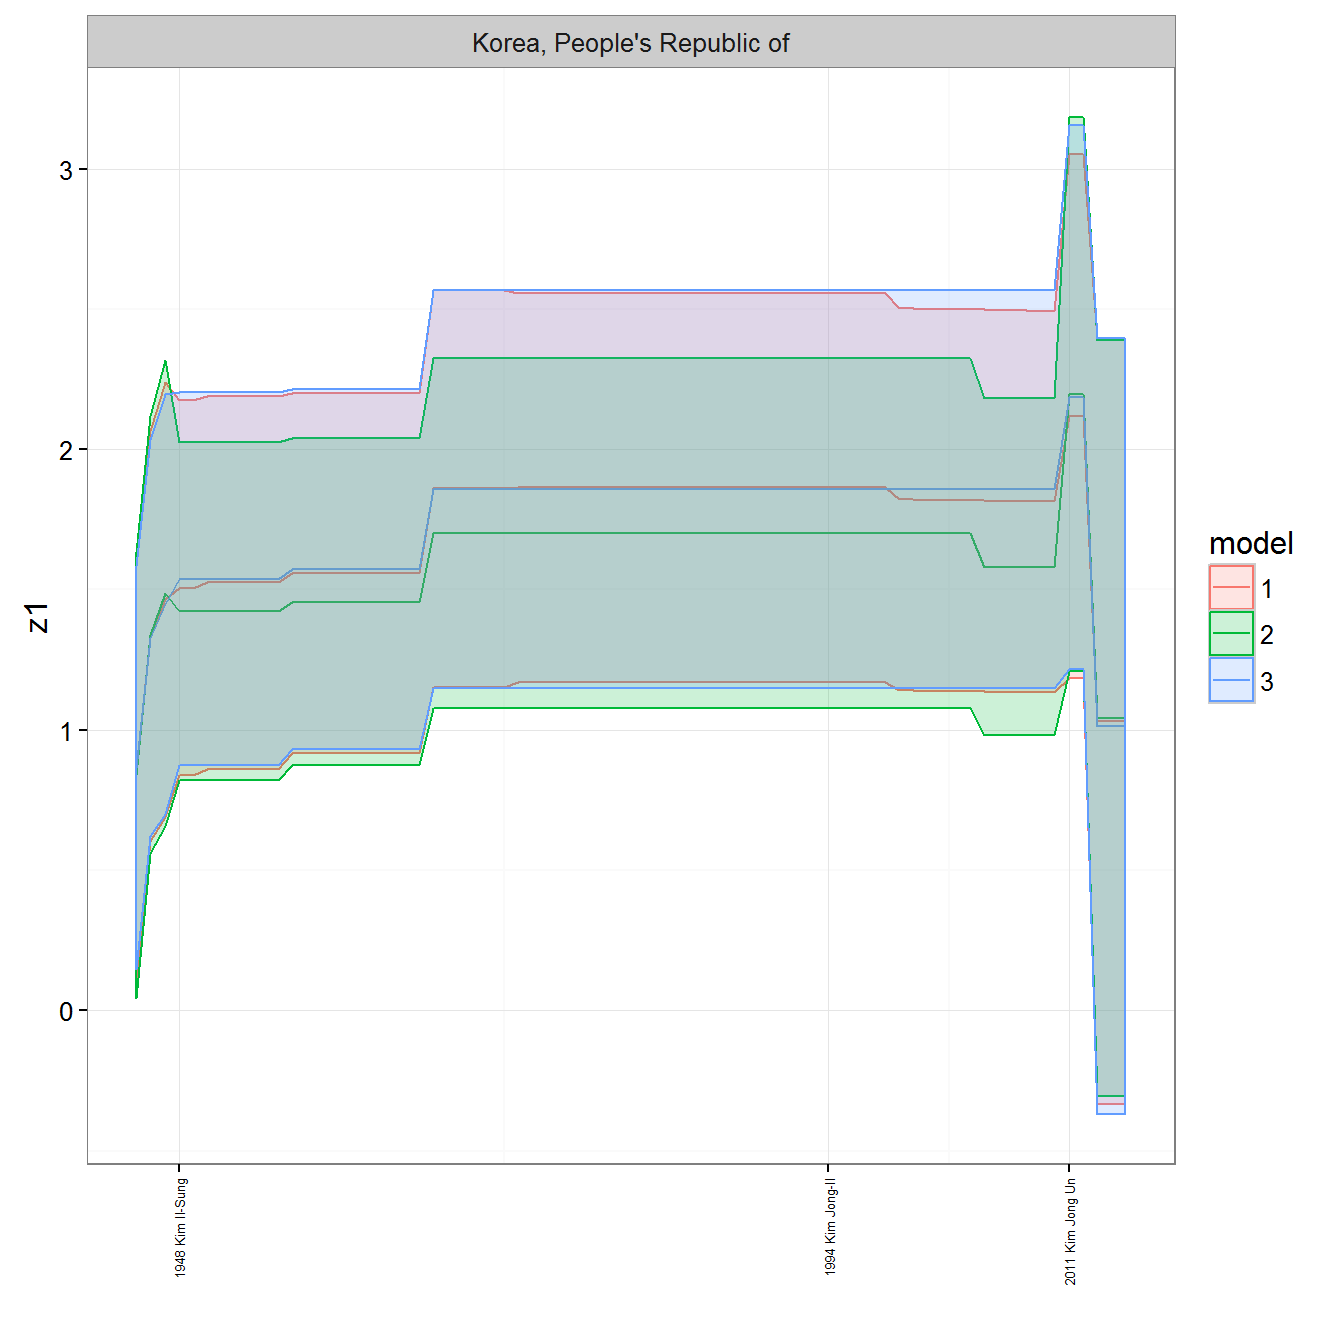 Korea, People's Republic of
3
2
1
0
z1
1948 Kim Il-Sung
1994 Kim Jong-Il
2011 Kim Jong Un
model
1
2
3